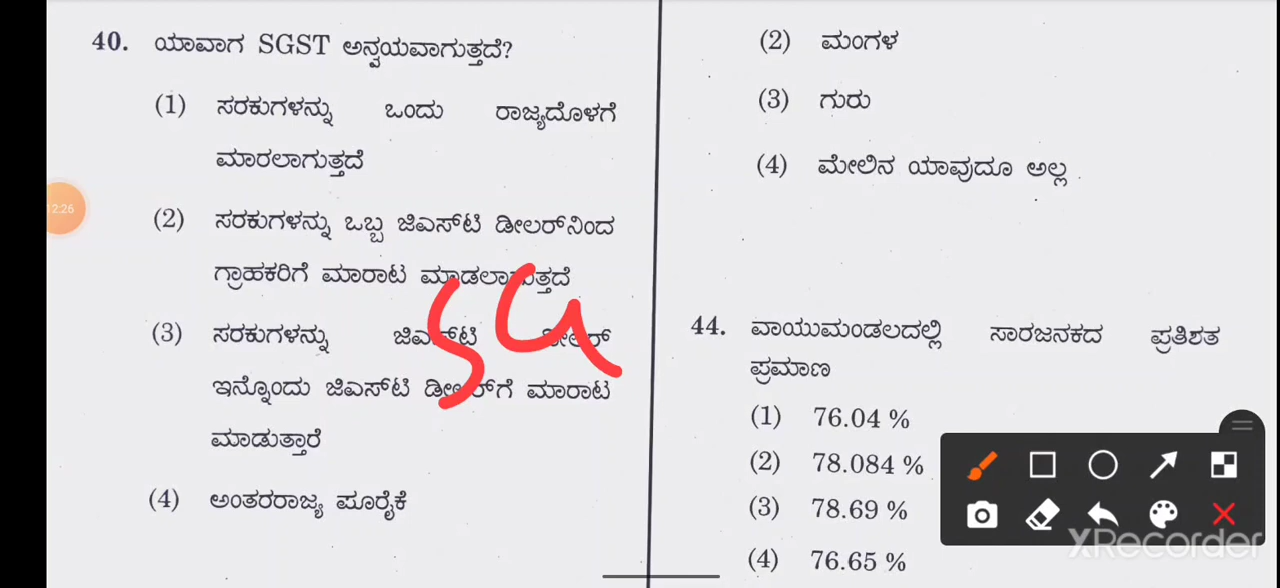 40. ಯಾವಾಗ SGST ಅನ್ವಯವಾಗುತ್ತದೆ?
(1) ಸರಕುಗಳನ್ನು ಒಂದು ರಾಜ್ಯದೊಳಗೆ
ಮಾರಲಾಗುತ್ತದೆ
(2) ಸರಕುಗಳನ್ನು ಒಬ್ಬ ಜಿಎಸ್‌ಟಿ ಡೀಲರ್‌ನಿಂದ
ಗ್ರಾಹಕರಿಗೆ ಮಾರಾಟ ಮಾಡಲಾಗುತ್ತದೆ
(3) ಸರಕುಗಳನ್ನು ಜಿಎಸ್‌ಟಿ ಡೀಲರ್
ಇನ್ನೊಂದು ಜಿಎಸ್‌ಟಿ ಡೀಲರ್‌ಗೆ ಮಾರಾಟ
ಮಾಡುತ್ತಾರೆ
(4) ಅಂತರರಾಜ್ಯ ಪೂರೈಕೆ
12:26
(2) ಮಂಗಳ
(3) ಗುರು
(4) ಮೇಲಿನ ಯಾವುದೂ ಅಲ್ಲ
44. ವಾಯುಮಂಡಲದಲ್ಲಿ ಸಾರಜನಕದ ಪ್ರತಿಶತ
ಪ್ರಮಾಣ
(1) 76.04 %
(2) 78.084 %
(3) 78.69 %
(4) 76.65 %
XRecorder